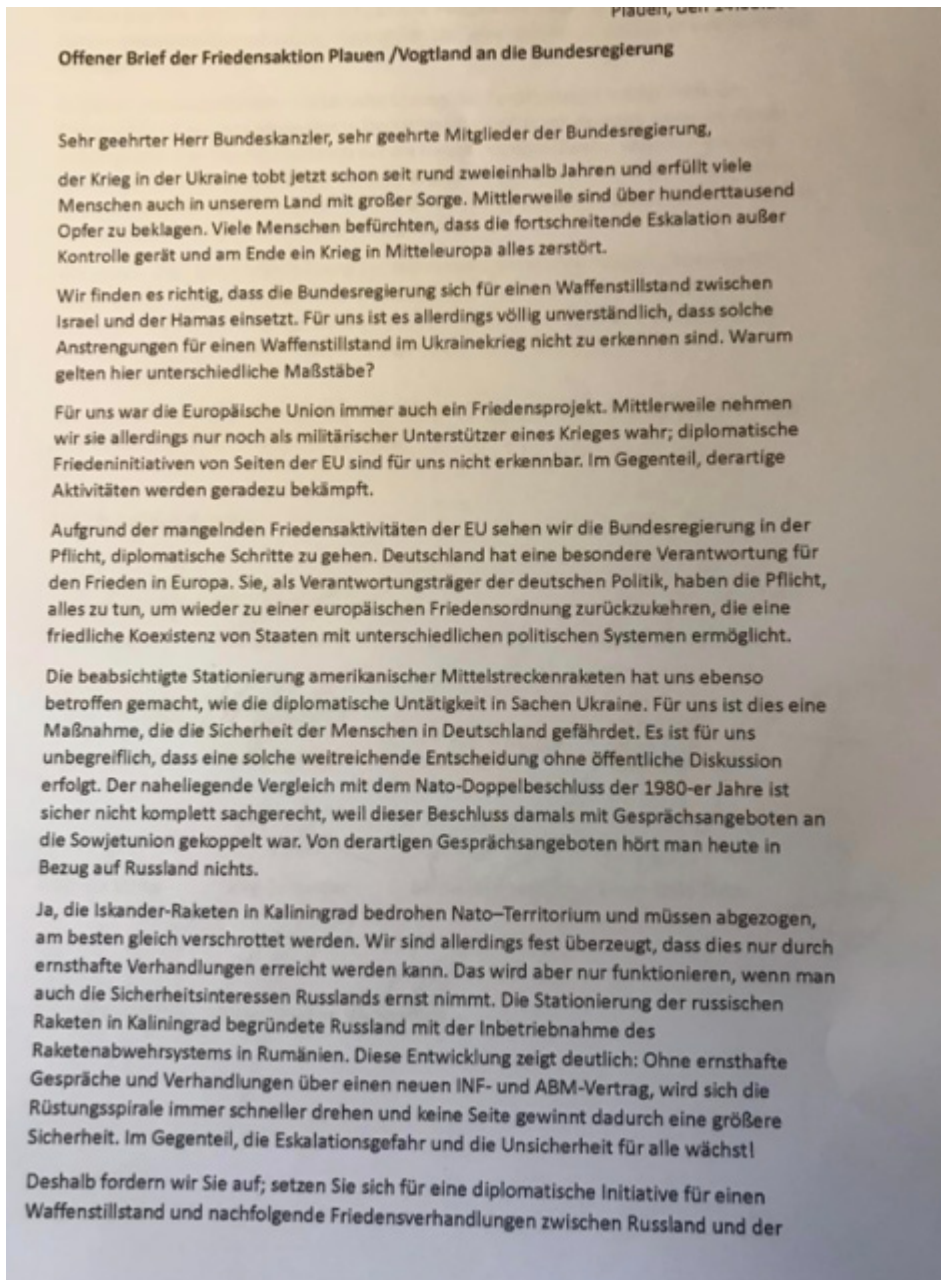 Plauen, den
Offener Brief der Friedensaktion Plauen /Vogtland an die Bundesregierung
Sehr geehrter Herr Bundeskanzler, sehr geehrte Mitglieder der Bundesregierung,
der Krieg in der Ukraine tobt jetzt schon seit rund zweieinhalb Jahren und erfüllt viele
Menschen auch in unserem Land mit großer Sorge. Mittlerweile sind über hunderttausend
Opfer zu beklagen. Viele Menschen befürchten, dass die fortschreitende Eskalation außer
Kontrolle gerät und am Ende ein Krieg in Mitteleuropa alles zerstört.
Wir finden es richtig, dass die Bundesregierung sich für einen Waffenstillstand zwischen
Israel und der Hamas einsetzt. Für uns ist es allerdings völlig unverständlich, dass solche
Anstrengungen für einen Waffenstillstand im Ukrainekrieg nicht zu erkennen sind. Warum
gelten hier unterschiedliche Maßstäbe?
Für uns war die Europäische Union immer auch ein Friedensprojekt. Mittlerweile nehmen
wir sie allerdings nur noch als militärischer Unterstützer eines Krieges wahr; diplomatische
Friedeninitiativen von Seiten der EU sind für uns nicht erkennbar. Im Gegenteil, derartige
Aktivitäten werden geradezu bekämpft.
Aufgrund der mangelnden Friedensaktivitäten der EU sehen wir die Bundesregierung in der
Pflicht, diplomatische Schritte zu gehen. Deutschland hat eine besondere Verantwortung für
den Frieden in Europa. Sie, als Verantwortungsträger der deutschen Politik, haben die Pflicht,
alles zu tun, um wieder zu einer europäischen Friedensordnung zurückzukehren, die eine
friedliche Koexistenz von Staaten mit unterschiedlichen politischen Systemen ermöglicht.
Die beabsichtigte Stationierung amerikanischer Mittelstreckenraketen hat uns ebenso
betroffen gemacht, wie die diplomatische Untätigkeit in Sachen Ukraine. Für uns ist dies eine
Maßnahme, die die Sicherheit der Menschen in Deutschland gefährdet. Es ist für uns
unbegreiflich, dass eine solche weitreichende Entscheidung ohne öffentliche Diskussion
erfolgt. Der naheliegende Vergleich mit dem Nato-Doppelbeschluss der 1980-er Jahre ist
sicher nicht komplett sachgerecht, weil dieser Beschluss damals mit Gesprächsangeboten an
die Sowjetunion gekoppelt war. Von derartigen Gesprächsangeboten hört man heute in
Bezug auf Russland nichts.
Ja, die Iskander-Raketen in Kaliningrad bedrohen Nato–Territorium und müssen abgezogen,
am besten gleich verschrottet werden. Wir sind allerdings fest überzeugt, dass dies nur durch
ernsthafte Verhandlungen erreicht werden kann. Das wird aber nur funktionieren, wenn man
auch die Sicherheitsinteressen Russlands ernst nimmt. Die Stationierung der russischen
Raketen in Kaliningrad begründete Russland mit der Inbetriebnahme des
Raketenabwehrsystems in Rumänien. Diese Entwicklung zeigt deutlich: Ohne ernsthafte
Gespräche und Verhandlungen über einen neuen INF- und ABM-Vertrag, wird sich die
Rüstungsspirale immer schneller drehen und keine Seite gewinnt dadurch eine größere
Sicherheit. Im Gegenteil, die Eskalationsgefahr und die Unsicherheit für alle wächst!
Deshalb fordern wir Sie auf; setzen Sie sich für eine diplomatische Initiative für einen
Waffenstillstand und nachfolgende Friedensverhandlungen zwischen Russland und der